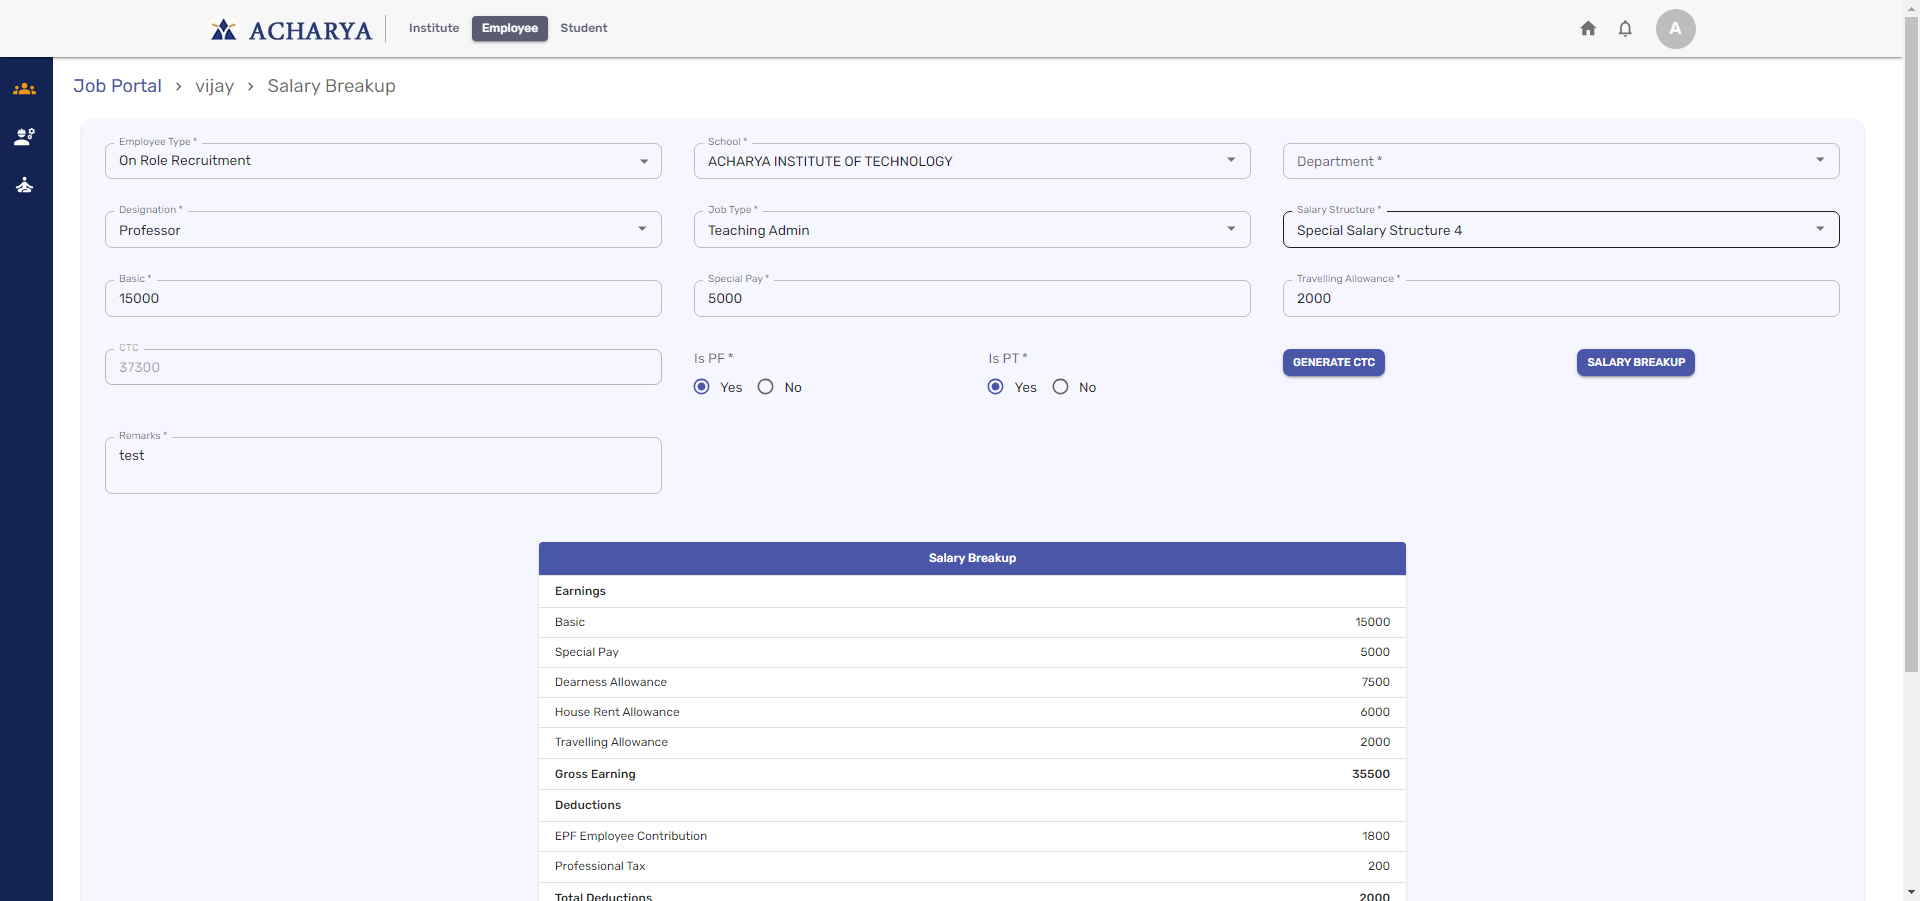 ACHARYA Institute Employee Student A
Job Portal > vijay > Salary Breakup
Employee Type * School *
On Role Recruitment ACHARYA INSTITUTE OF TECHNOLOGY Department *
Designation * Job Type * Salary Structure *
Professor Teaching Admin Special Salary Structure 4
Basic * Special Pay * Travelling Allowance *
15000 5000 2000
CTC
37300
Is PF * Is PT * GENERATE CTC SALARY BREAKUP
Yes No Yes No
Remarks *
test
Salary Breakup
Earnings
Basic 15000
Special Pay 5000
Dearness Allowance 7500
House Rent Allowance 6000
Travelling Allowance 2000
Gross Earning 35500
Deductions
EPF Employee Contribution 1800
Professional Tax 200
Total Deductions 2000